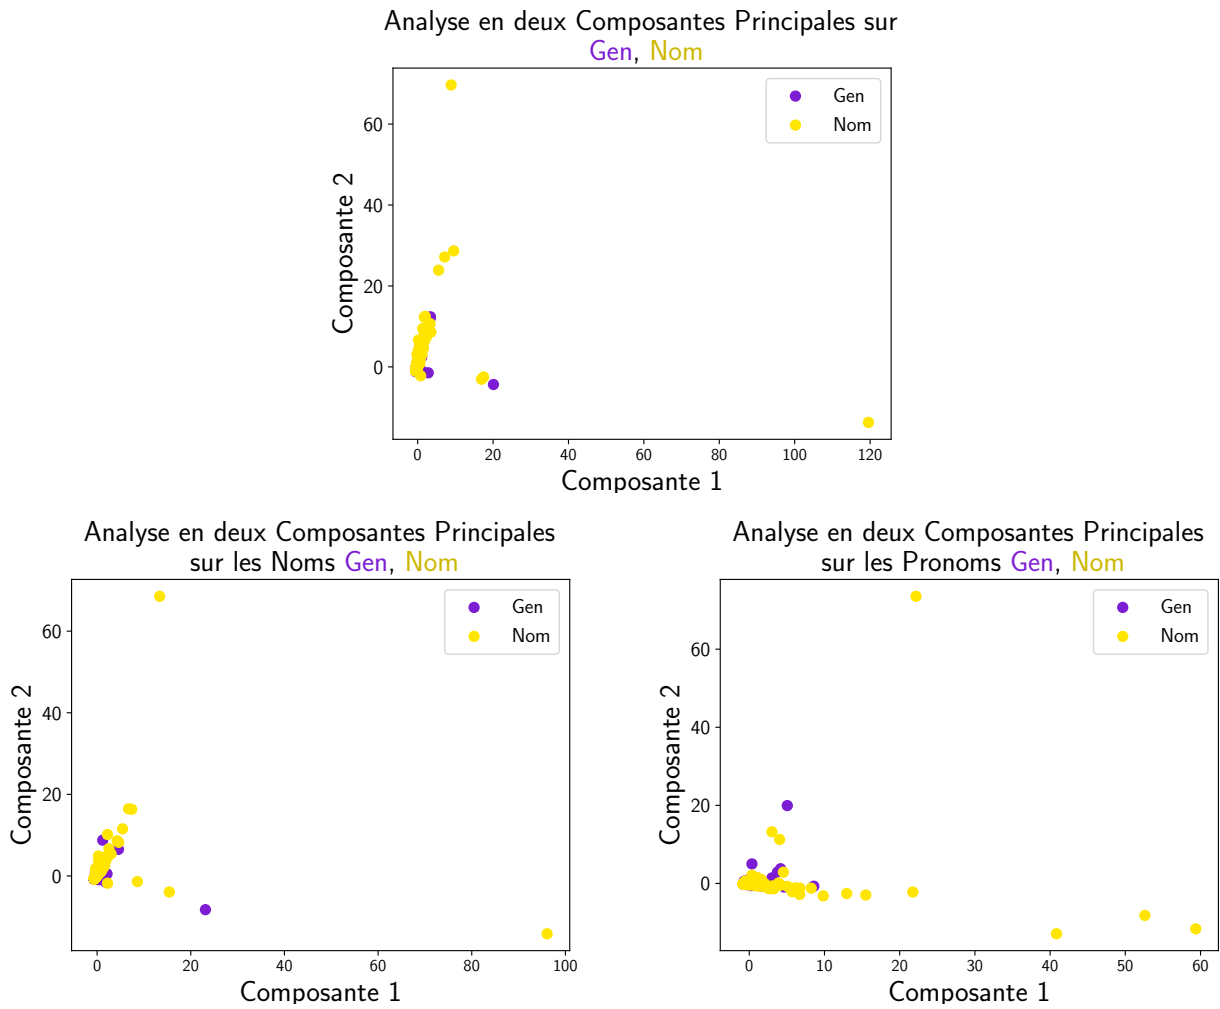 Analyse en deux Composantes Principales sur
Gen, Nom
Gen
Nom
60
40
20
0
Composante 2
0 20 40 60 80 100 120
Composante 1
Analyse en deux Composantes Principales
sur les Noms Gen, Nom
Gen
Nom
60
40
20
0
Composante 2
0 20 40 60 80 100
Composante 1
Analyse en deux Composantes Principales
sur les Pronoms Gen, Nom
Gen
Nom
60
40
20
0
Composante 2
0 10 20 30 40 50 60
Composante 1